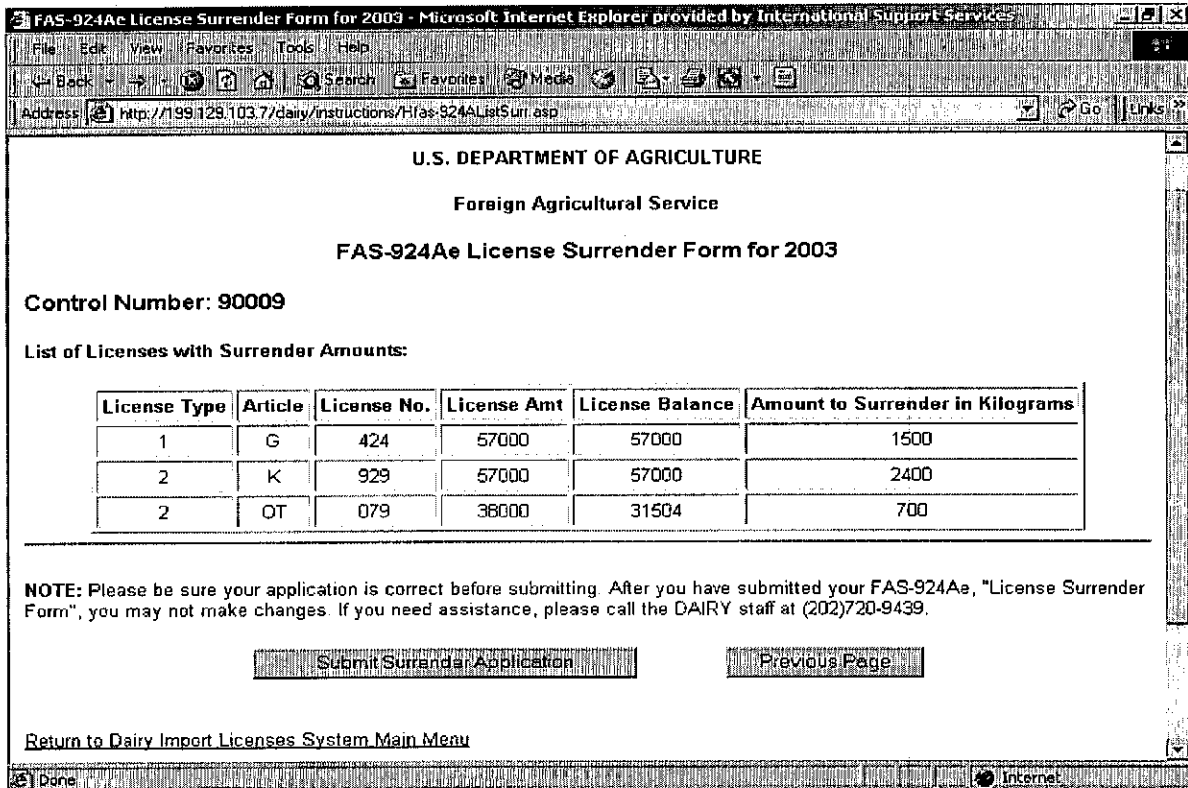 FAS-924Ae License Surrender Form for 2003 - Microsoft Internet Explorer provided by International Support Services
File Edit View Favorites Tools Help
Back Search Favorites Media
Address http://199.129.103.7/dairy/instructions/Hfas-924AListSurr.asp Go Links »
U.S. DEPARTMENT OF AGRICULTURE
Foreign Agricultural Service
FAS-924Ae License Surrender Form for 2003
Control Number: 90009
List of Licenses with Surrender Amounts:
License Type Article License No. License Amt License Balance Amount to Surrender in Kilograms
1 G 424 57000 57000 1500
2 K 929 57000 57000 2400
2 OT 079 38000 31504 700
NOTE: Please be sure your application is correct before submitting. After you have submitted your FAS-924Ae, "License Surrender
Form", you may not make changes. If you need assistance, please call the DAIRY staff at (202)720-9439.
Submit Surrender Application Previous Page
Return to Dairy Import Licenses System Main Menu
Done Internet